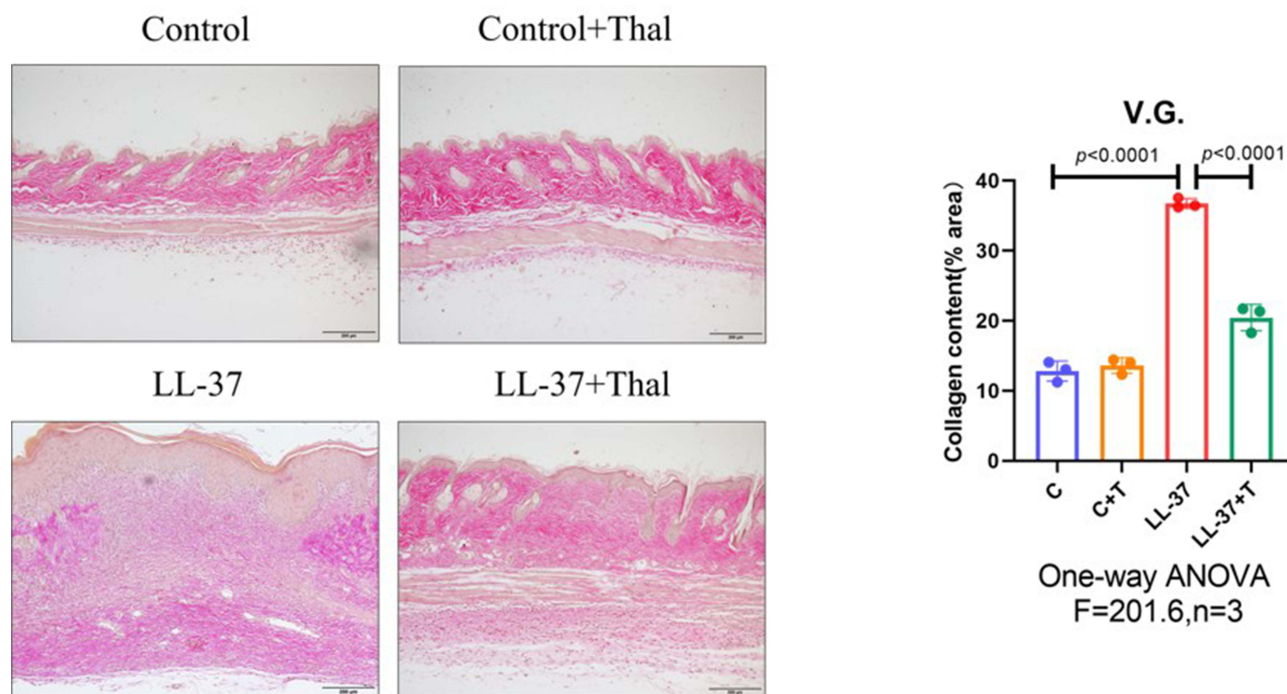 Control
Control+Thal
LL-37
LL-37+Thal
V.G.
p<0.0001
p<0.0001
Collagen content(% area)
40
30
20
10
0
C
C+T
LL-37
LL-37+T
One-way ANOVA
F=201.6,n=3